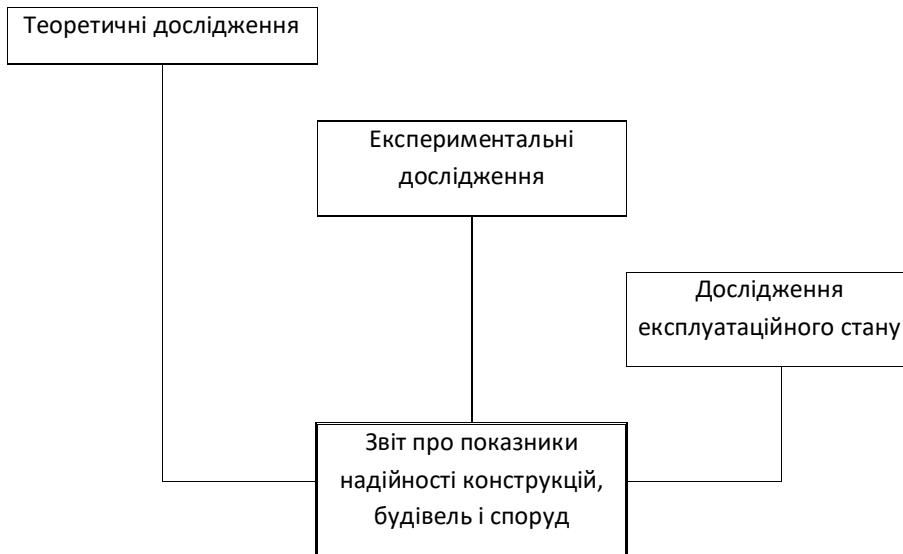 Теоретичні дослідження
Експериментальні
дослідження
Дослідження
експлуатаційного стану
Звіт про показники
надійності конструкцій,
будівель і споруд